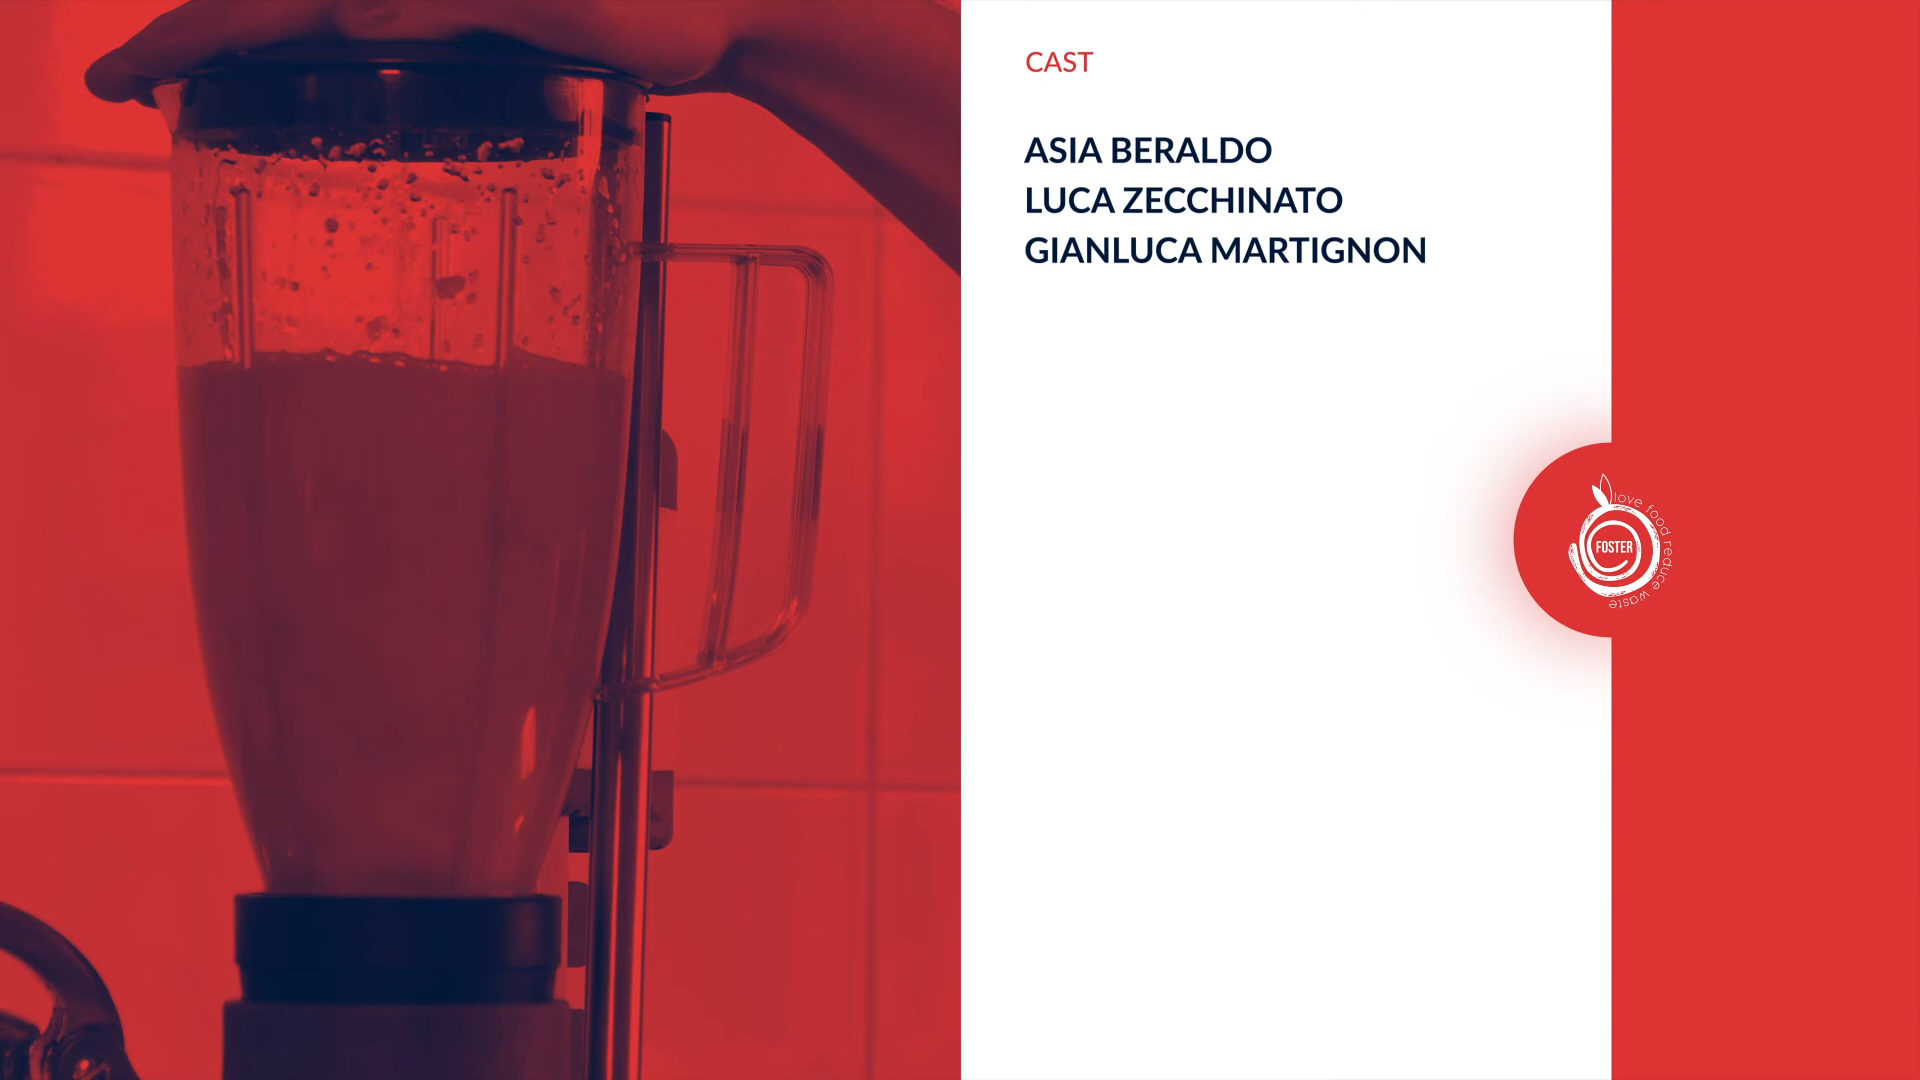 CAST
ASIA BERALDO
LUCA ZECCHINATO
GIANLUCA MARTIGNON
love food reduce waste
FOSTER